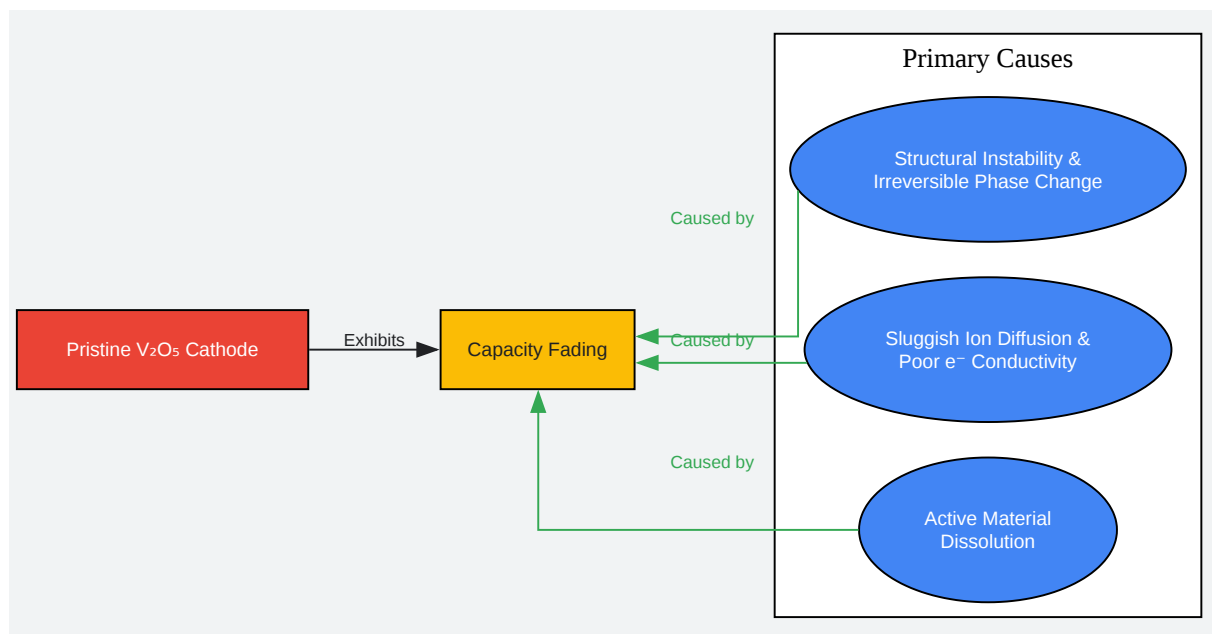 Primary Causes
Structural Instability &
Irreversible Phase Change
Caused by
Sluggish Ion Diffusion &
Poor e⁻ Conductivity
Caused by
Pristine V₂O₅ Cathode
Exhibits
Capacity Fading
Caused by
Active Material
Dissolution